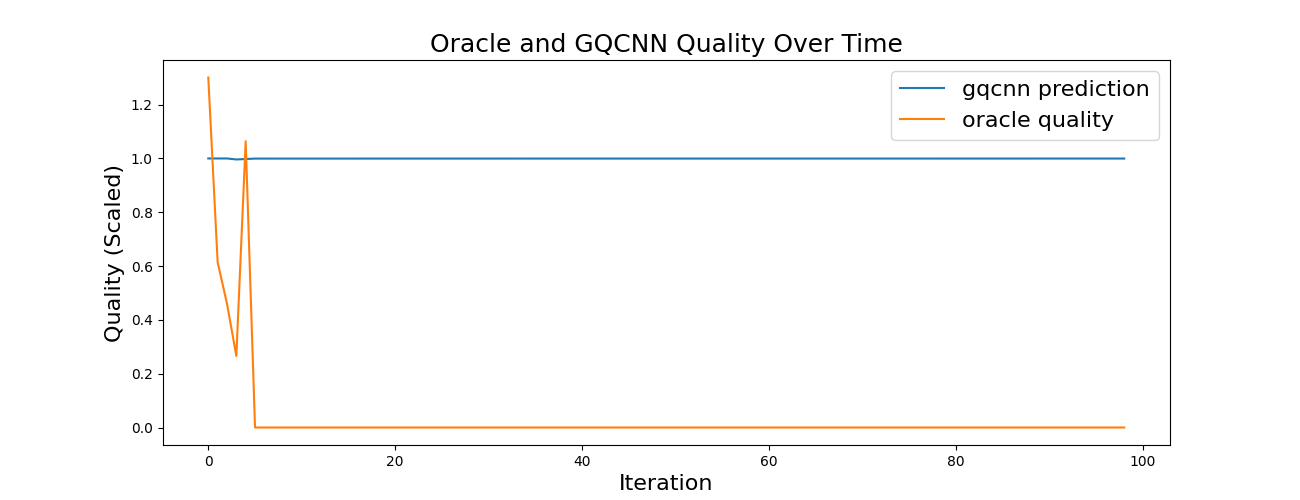 Oracle and GQCNN Quality Over Time
gqcnn prediction
oracle quality
Quality (Scaled)
1.2
1.0
0.8
0.6
0.4
0.2
0.0
0 20 40 60 80 100
Iteration